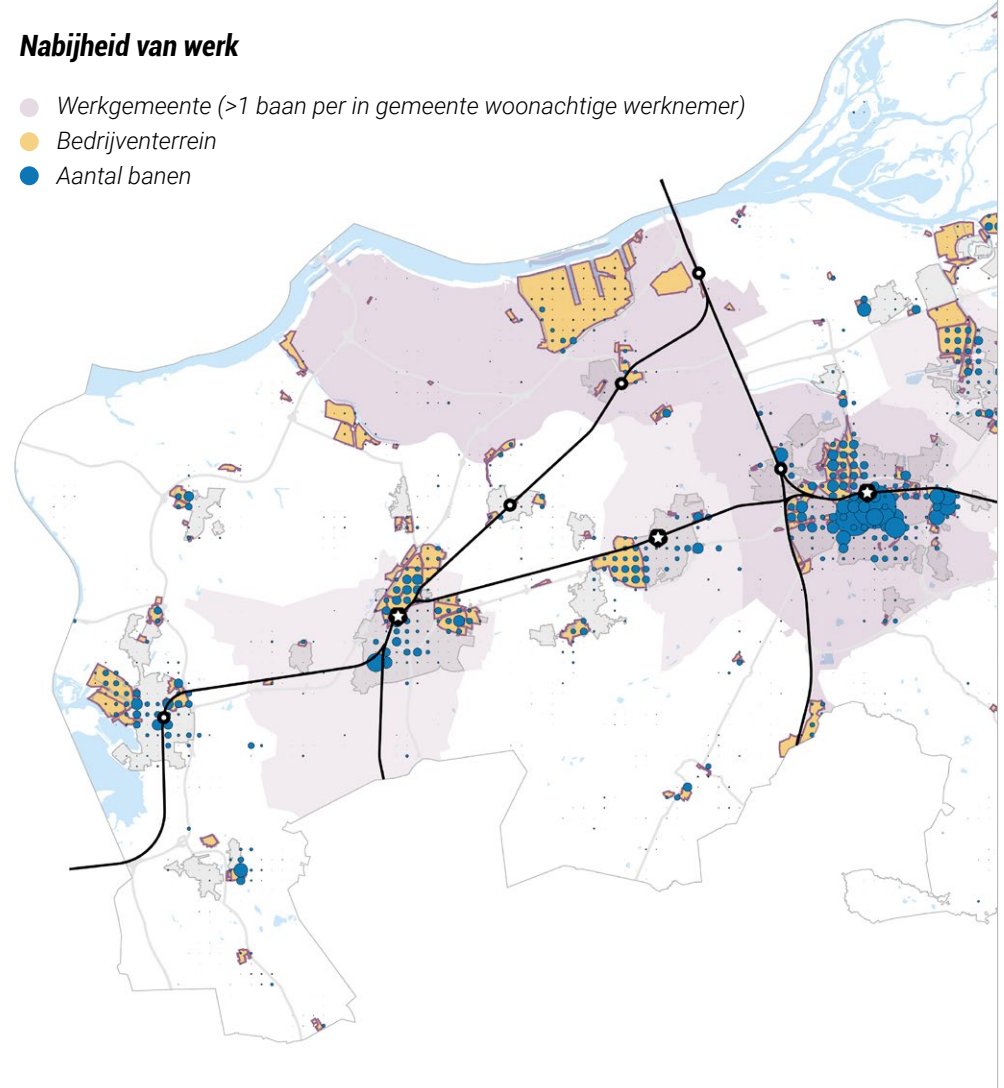 Nabijheid van werk
Werkgemeente (>1 baan per in gemeente woonachtige werknemer)
Bedrijventerrein
Aantal banen